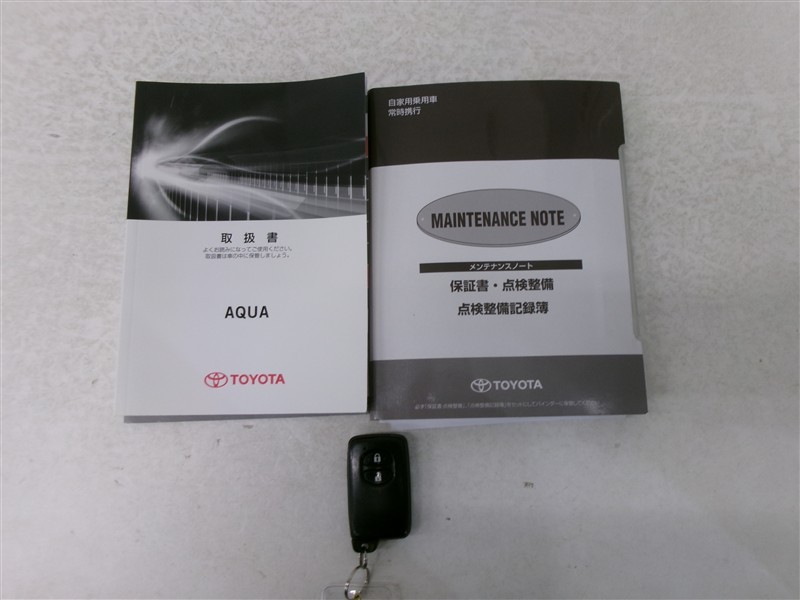 取扱書
よくお読みになってご使用ください。
取扱書は車の中に保管しましょう。
AQUA
TOYOTA
自家用乗用車
常時携行
MAINTENANCE NOTE
メンテナンスノート
保証書・点検整備
点検整備記録簿
TOYOTA